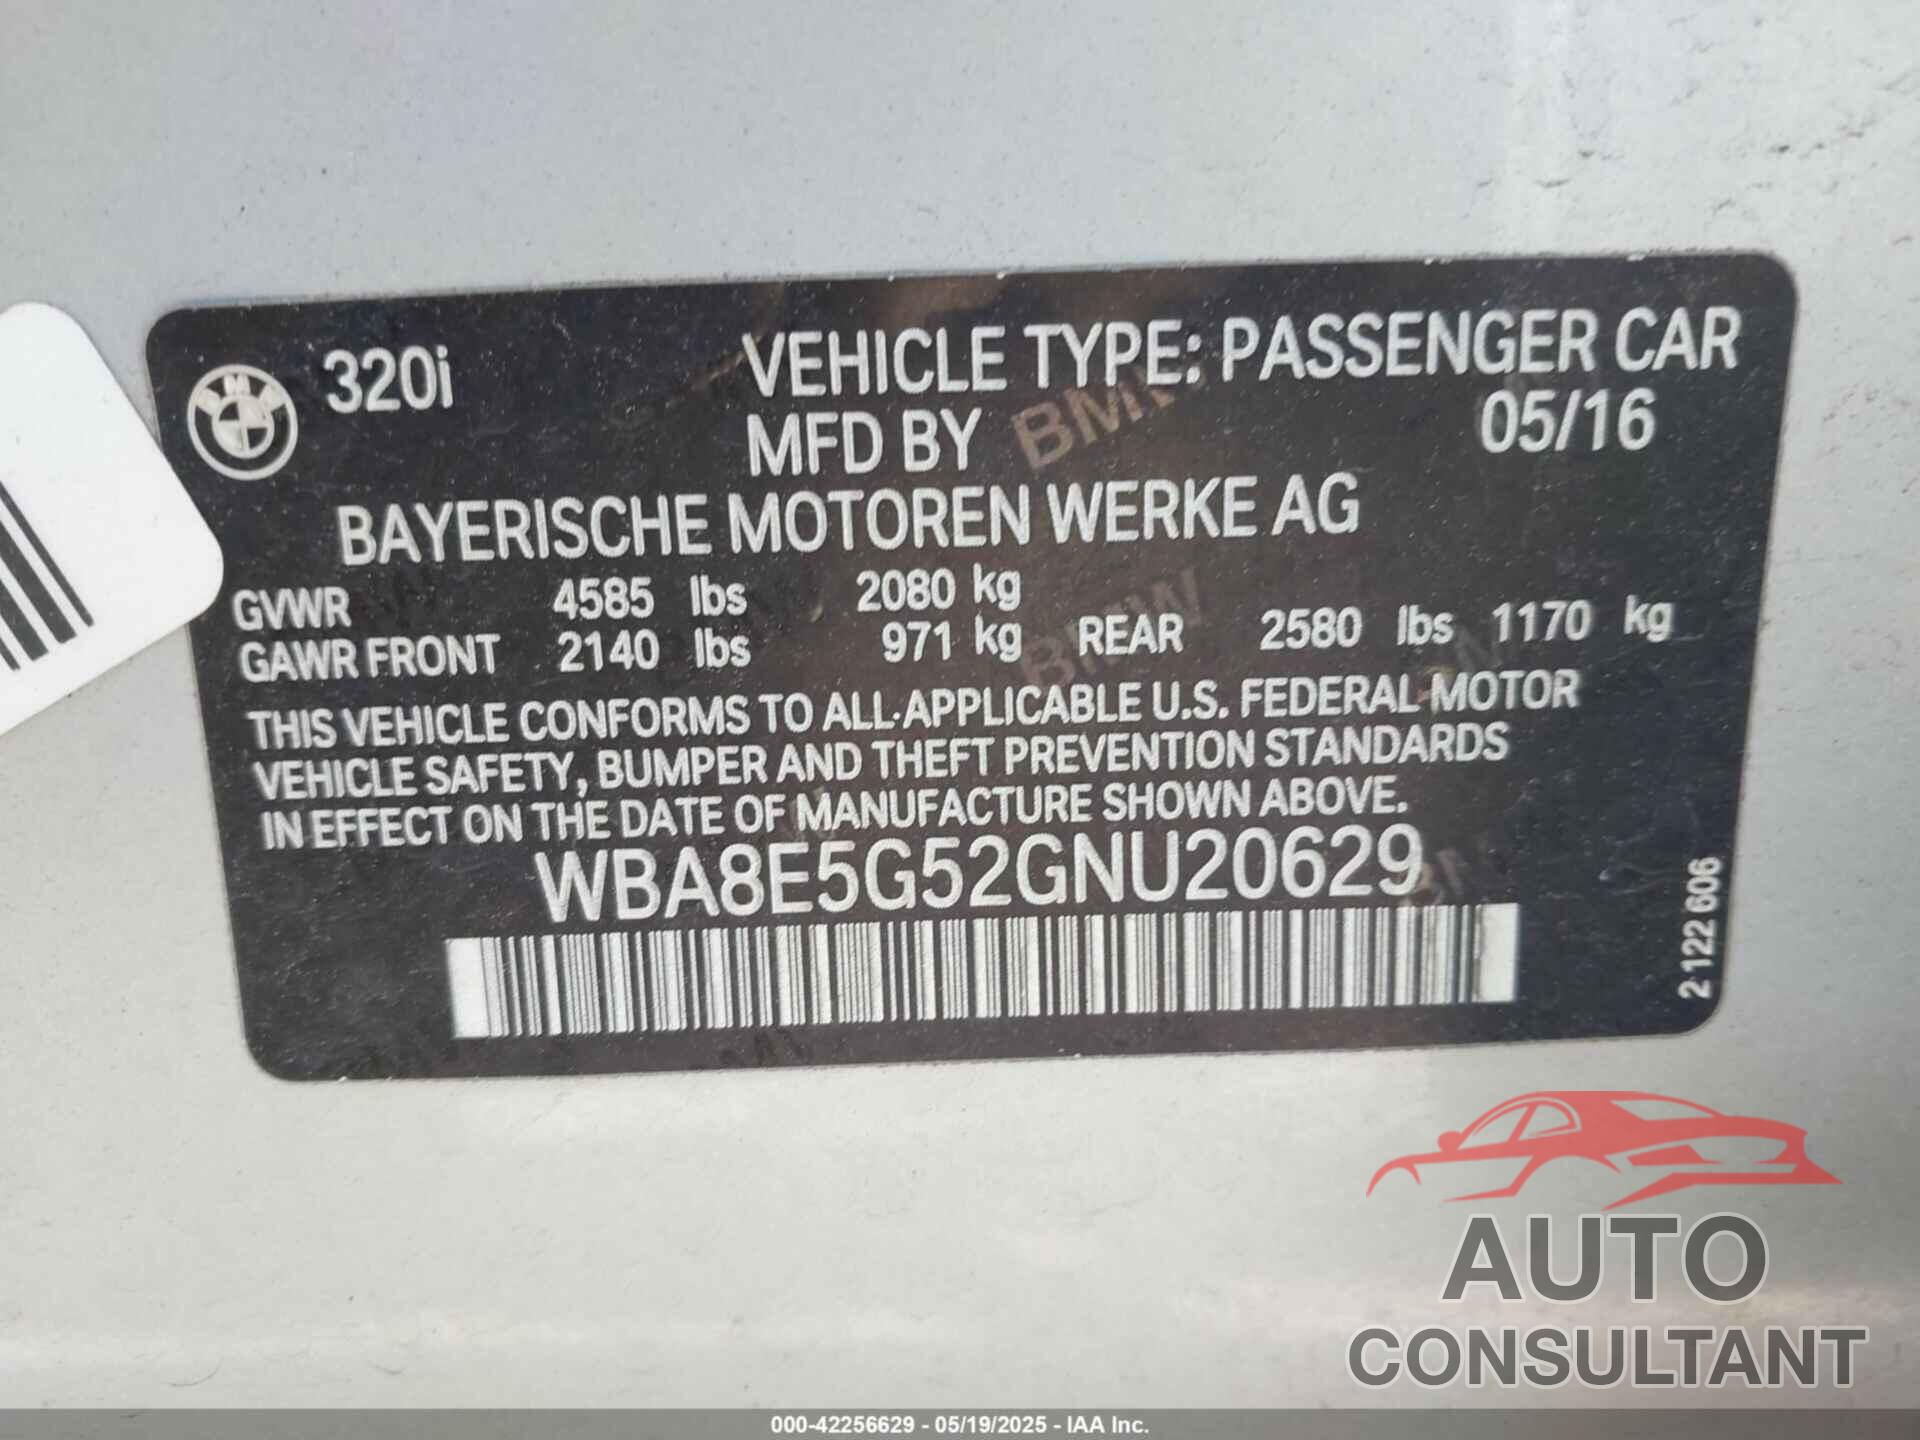 BMW 320i VEHICLE TYPE: PASSENGER CAR
MFD BY 05/16
BAYERISCHE MOTOREN WERKE AG
GVWR 4585 lbs 2080 kg
GAWR FRONT 2140 lbs 971 kg REAR 2580 lbs 1170 kg
THIS VEHICLE CONFORMS TO ALL APPLICABLE U.S. FEDERAL MOTOR
VEHICLE SAFETY, BUMPER AND THEFT PREVENTION STANDARDS
IN EFFECT ON THE DATE OF MANUFACTURE SHOWN ABOVE.
WBA8E5G52GNU20629
2 122 606
AUTO
CONSULTANT
000-42256629 - 05/19/2025 - IAA Inc.